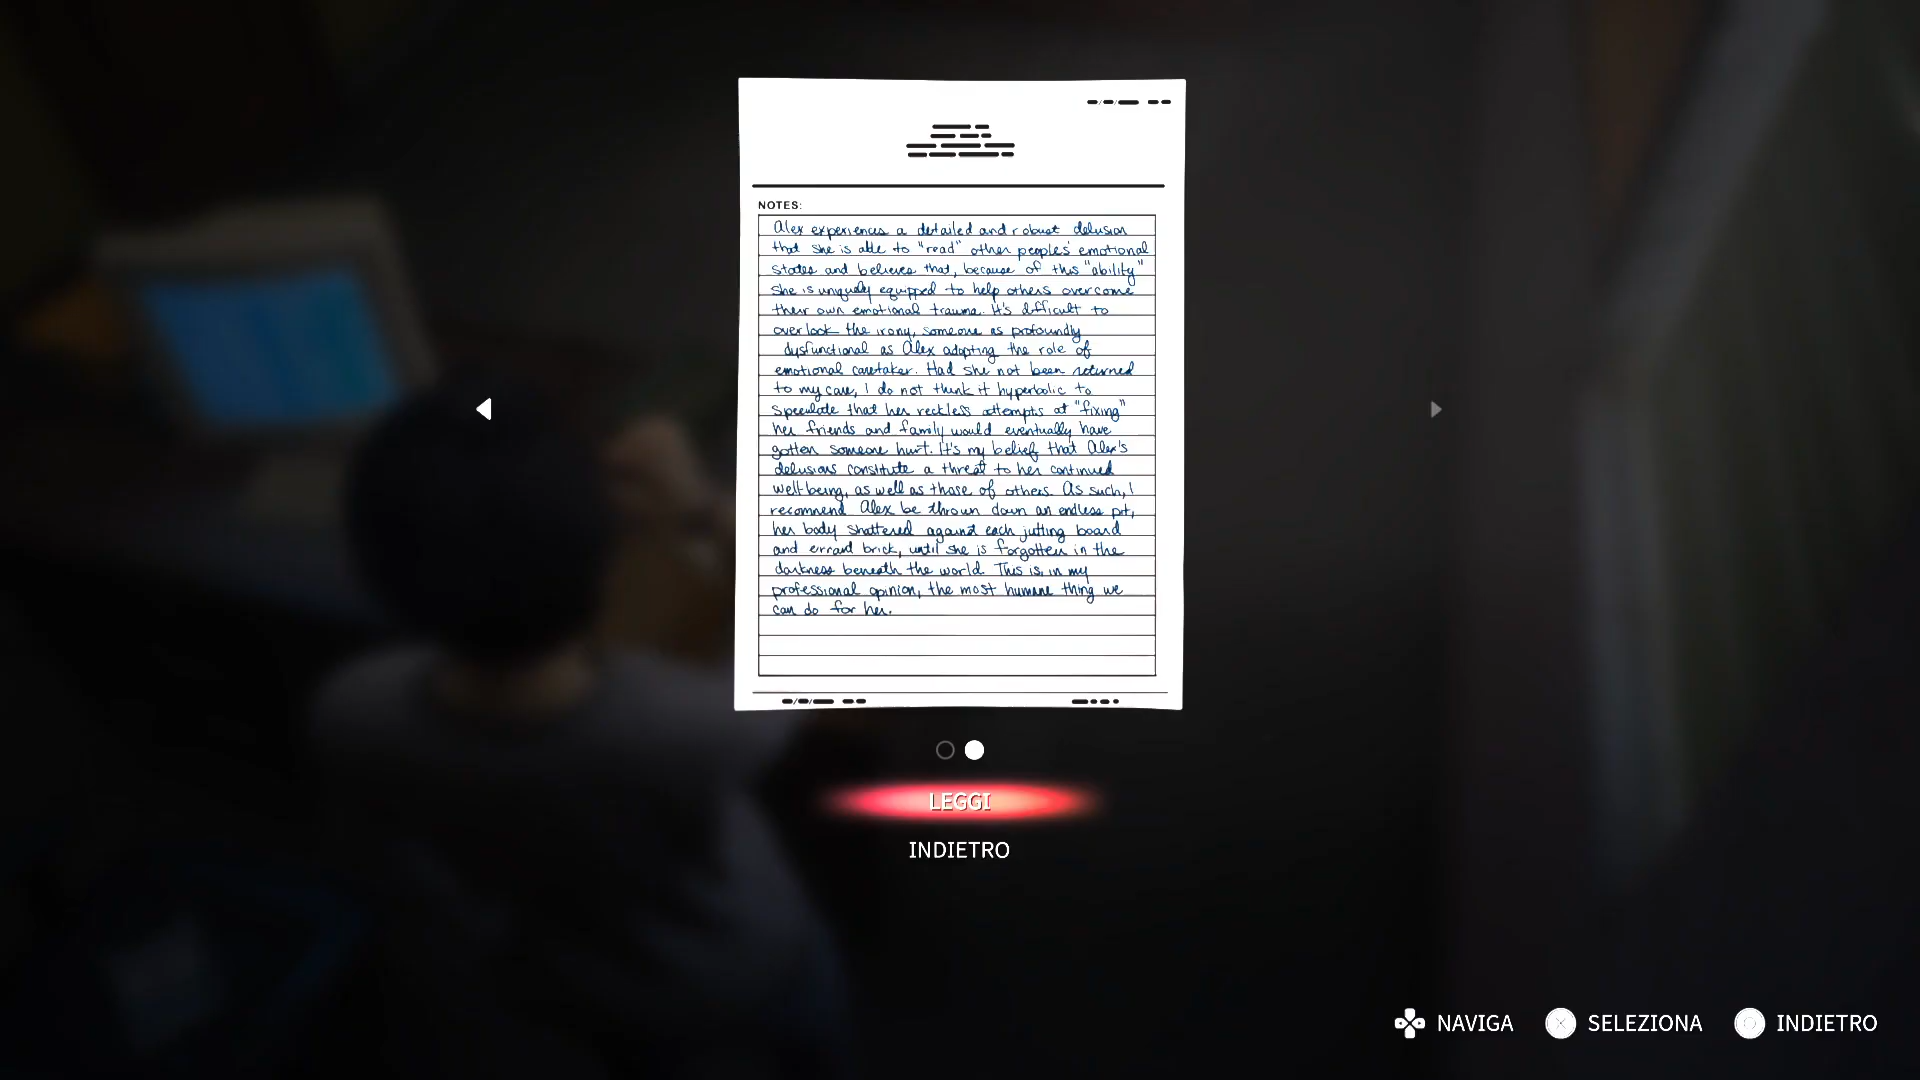 NOTES:
Alex experiences a detailed and robust delusion
that she is able to "read" other peoples' emotional
states and believes that, because of this "ability"
she is uniquely equipped to help others overcome
their own emotional trauma. It's difficult to
overlook the irony, someone as profoundly
dysfunctional as Alex adopting the role of
emotional caretaker. Had she not been returned
to my care, I do not think it hyperbolic to
speculate that her reckless attempts at "fixing"
her friends and family would eventually have
gotten someone hurt. It's my belief that Alex's
delusions constitute a threat to her continued
well being, as well as those of others. As such, I
recommend Alex be thrown down an endless pit,
her body shattered against each jutting board
and errant brick, until she is forgotten in the
darkness beneath the world. This is, in my
professional opinion, the most humane thing we
can do for her.
LEGGI
INDIETRO
NAVIGA SELEZIONA INDIETRO